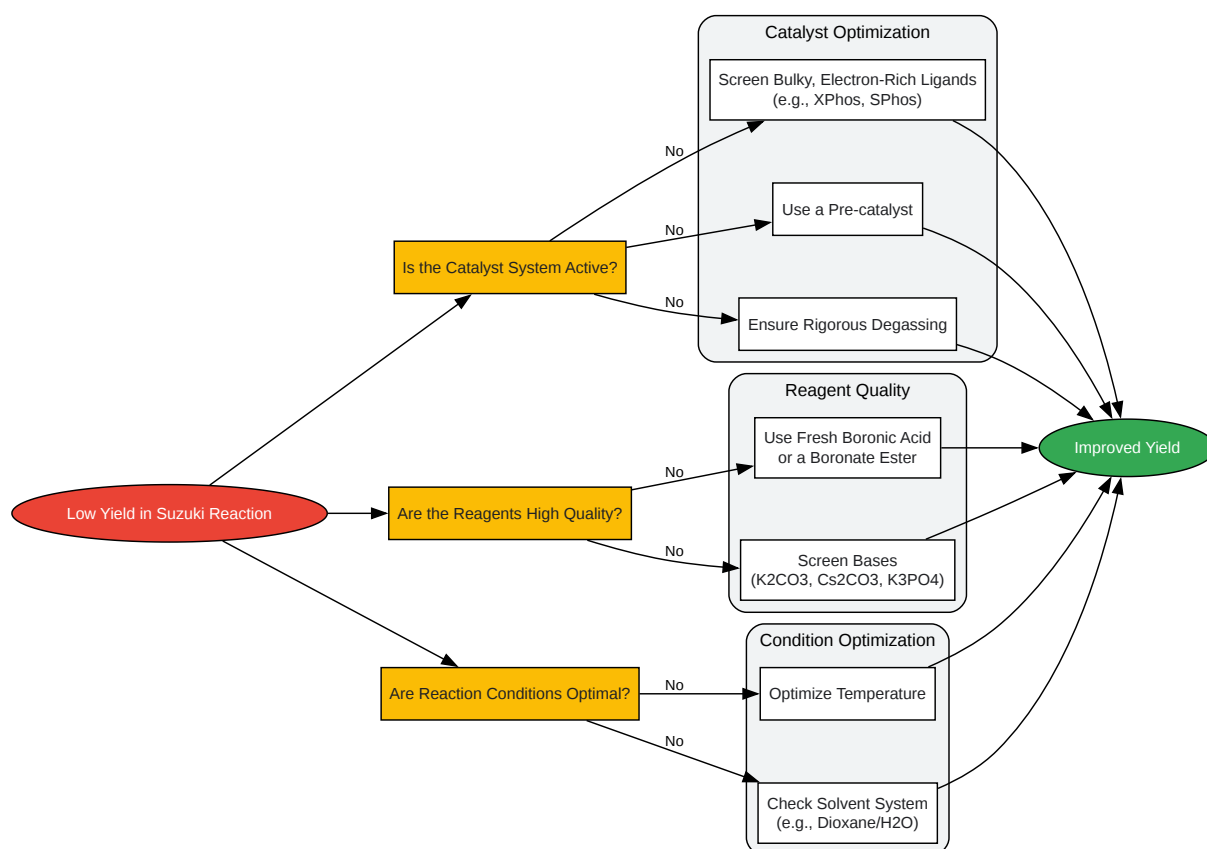 Catalyst Optimization
Screen Bulky, Electron-Rich Ligands
(e.g., XPhos, SPhos)
No
Use a Pre-catalyst
No
Is the Catalyst System Active?
No
Ensure Rigorous Degassing
Reagent Quality
Use Fresh Boronic Acid
or a Boronate Ester
Improved Yield
No
Low Yield in Suzuki Reaction
Are the Reagents High Quality?
No
Screen Bases
(K2CO3, Cs2CO3, K3PO4)
Condition Optimization
Are Reaction Conditions Optimal?
No
Optimize Temperature
No
Check Solvent System
(e.g., Dioxane/H2O)